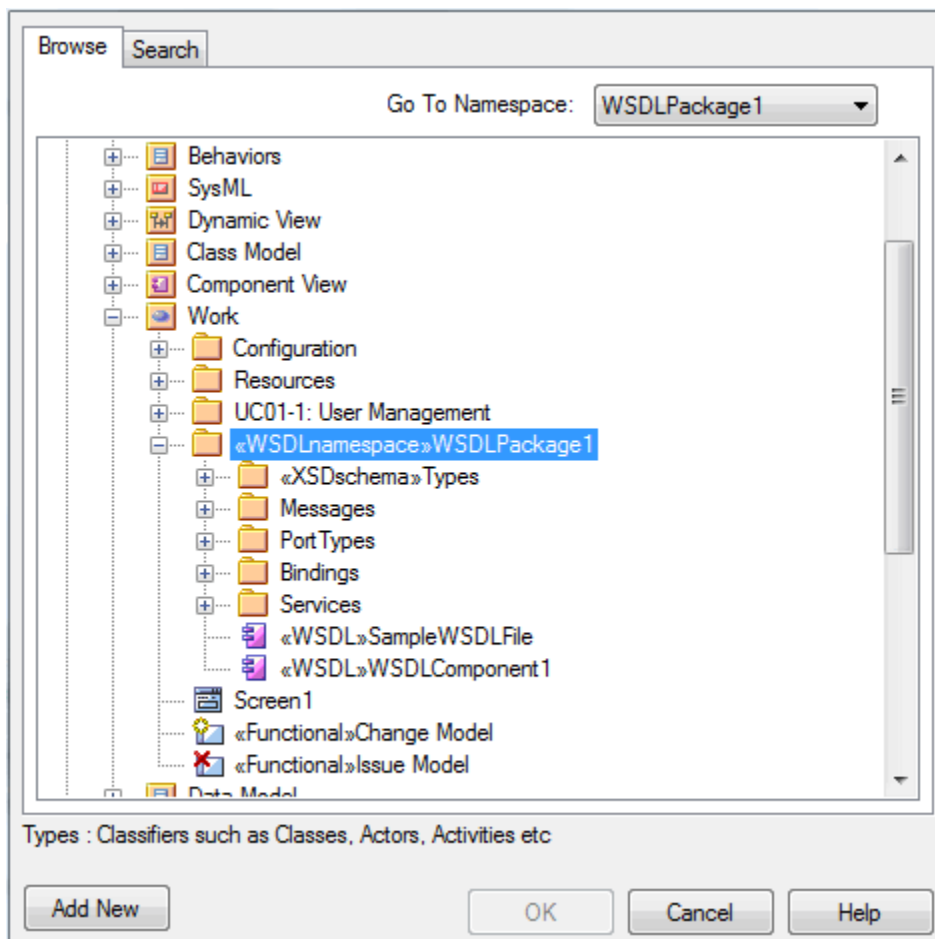 Browse
Search
Go To Namespace: WSDLPackage1
Behaviors
SysML
Dynamic View
Class Model
Component View
Work
Configuration
Resources
UC01-1: User Management
«WSDLnamespace»WSDLPackage1
«XSDschema»Types
Messages
PortTypes
Bindings
Services
«WSDL»SampleWSDLFile
«WSDL»WSDLComponent1
Screen1
«Functional»Change Model
«Functional»Issue Model
Data Model
Types : Classifiers such as Classes, Actors, Activities etc
Add New
OK
Cancel
Help